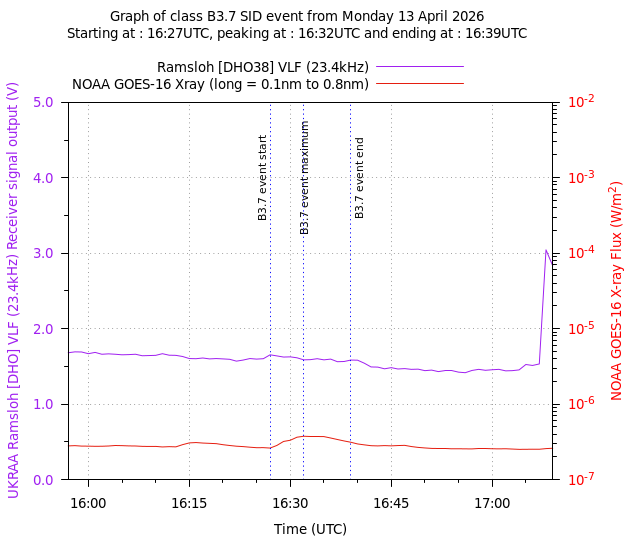 Graph of class B3.7 SID event from Monday 13 April 2026
Starting at : 16:27UTC, peaking at : 16:32UTC and ending at : 16:39UTC
Ramsloh [DHO38] VLF (23.4kHz)
NOAA GOES-16 Xray (long = 0.1nm to 0.8nm)
UKRAA Ramsloh [DHO] VLF (23.4kHz) Receiver signal output (V)
5.0
4.0
3.0
2.0
1.0
0.0
B3.7 event start
B3.7 event maximum
B3.7 event end
10-2
10-3
10-4
10-5
10-6
10-7
NOAA GOES-16 X-ray Flux (W/m2)
16:00
16:15
16:30
16:45
17:00
Time (UTC)